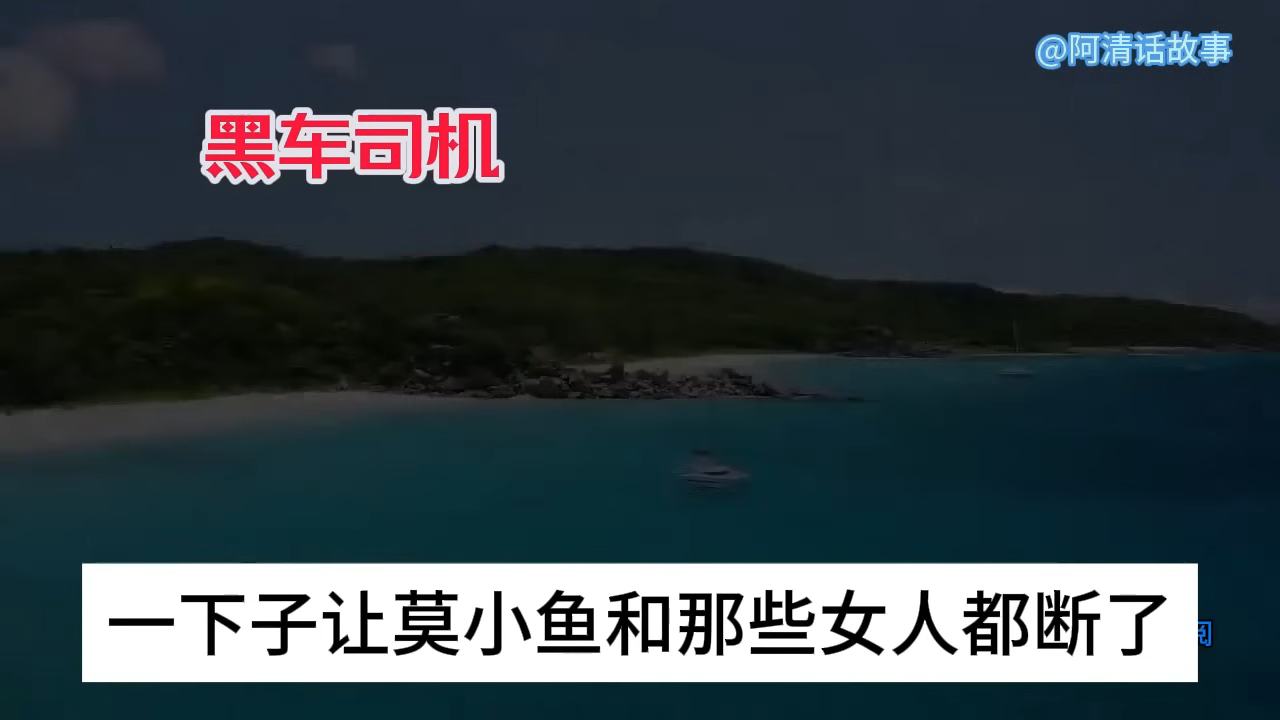 @阿清话故事
黑车司机
一下子让莫小鱼和那些女人都断了